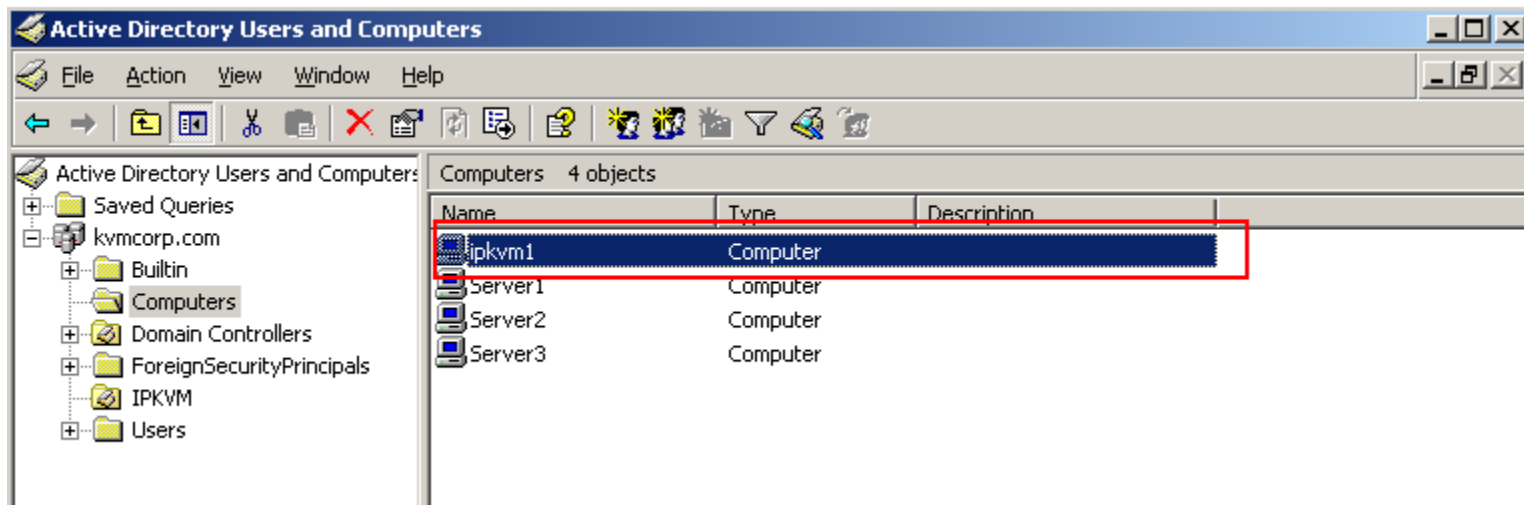 Active Directory Users and Computers
File Action View Window Help
Active Directory Users and Computers
Saved Queries
kvmcorp.com
Builtin
Computers
Domain Controllers
ForeignSecurityPrincipals
IPKVM
Users
Computers 4 objects
Name Type Description
ipkvm1 Computer
Server1 Computer
Server2 Computer
Server3 Computer